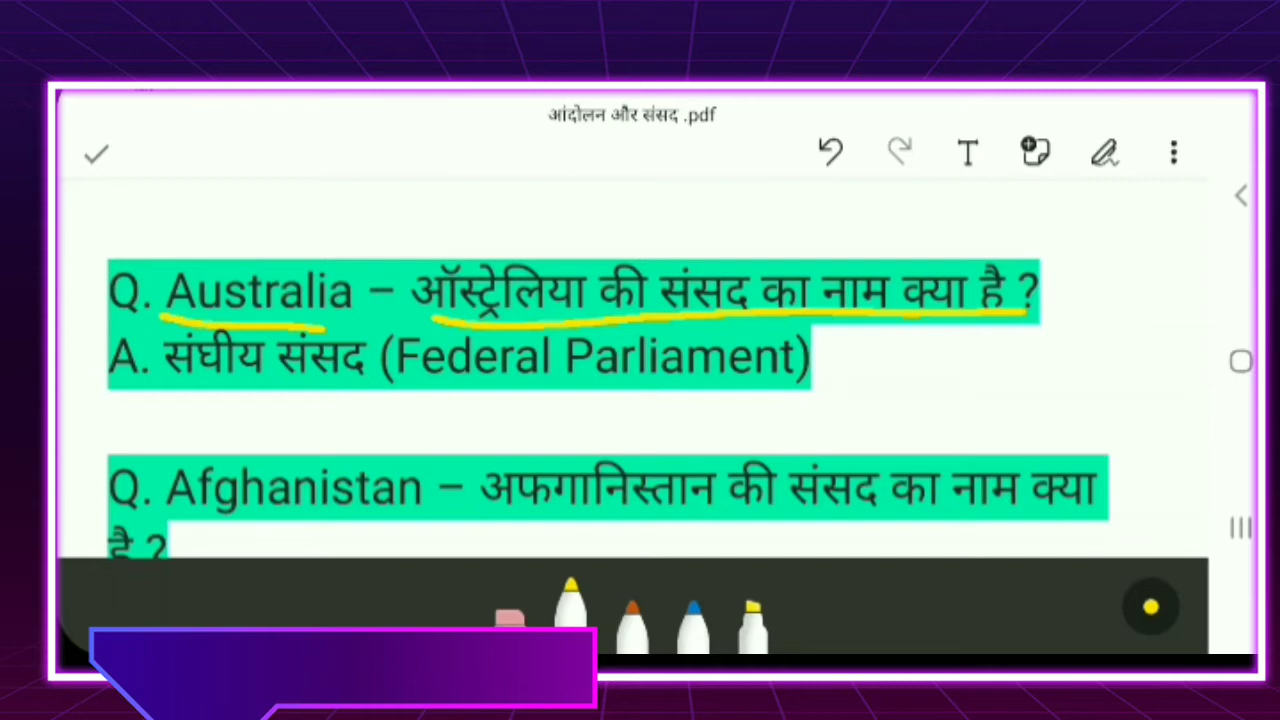 आंदोलन और संसद .pdf
Q. Australia – ऑस्ट्रेलिया की संसद का नाम क्या है ?
A. संघीय संसद (Federal Parliament)
Q. Afghanistan – अफगानिस्तान की संसद का नाम क्या
है ?